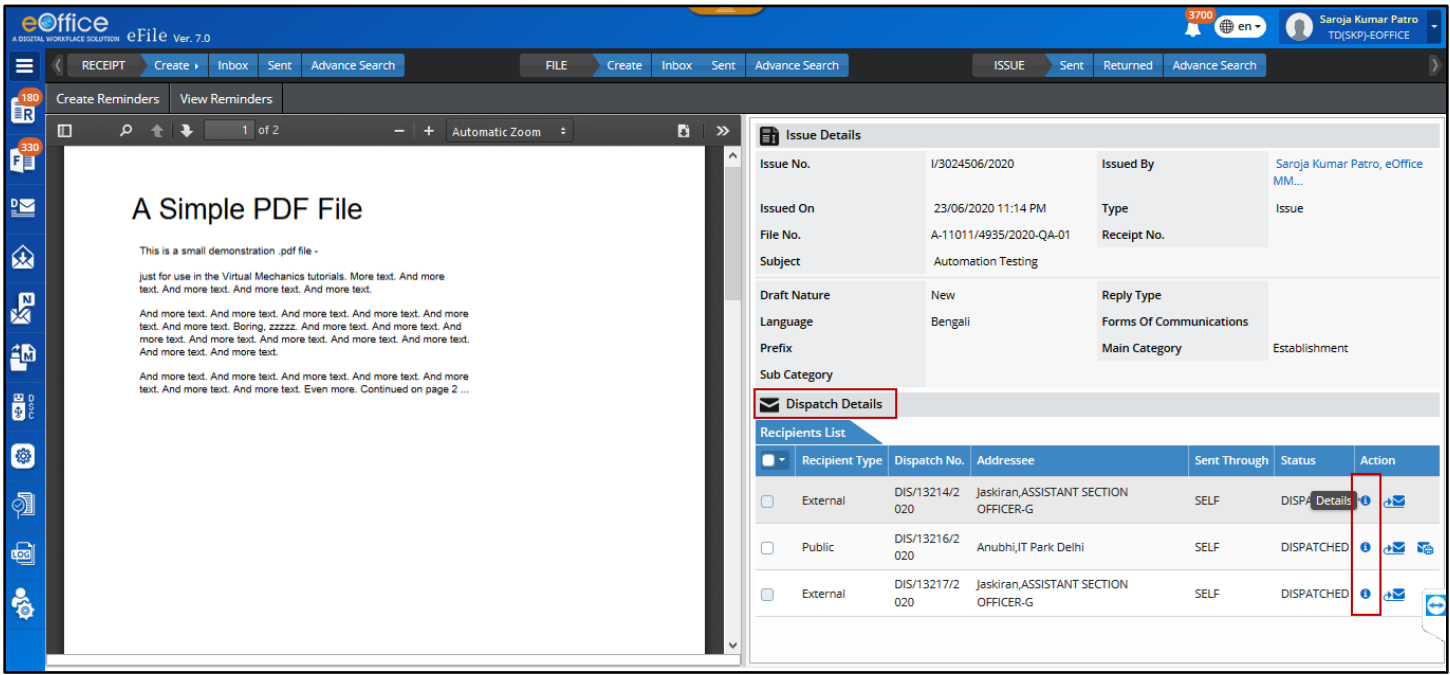 eOffice
A DIGITAL WORKPLACE SOLUTION eFile Ver. 7.0
3700
en
Saroja Kumar Patro
TD(SKP)-EOFFICE
RECEIPT Create Inbox Sent Advance Search FILE Create Inbox Sent Advance Search ISSUE Sent Returned Advance Search
180
R
Create Reminders View Reminders
330
F
D
N
M
DSC
LOG
1 of 2 Automatic Zoom
A Simple PDF File
This is a small demonstration .pdf file -
just for use in the Virtual Mechanics tutorials. More text. And more
text. And more text. And more text. And more text.
And more text. And more text. And more text. And more text. And more
text. And more text. Boring, zzzzz. And more text. And more text. And
more text. And more text. And more text. And more text. And more text.
And more text. And more text.
And more text. And more text. And more text. And more text. And more
text. And more text. And more text. Even more. Continued on page 2 ...
Issue Details
Issue No. I/3024506/2020 Issued By Saroja Kumar Patro, eOffice
MM...
Issued On 23/06/2020 11:14 PM Type Issue
File No. A-11011/4935/2020-QA-01 Receipt No.
Subject Automation Testing
Draft Nature New Reply Type
Language Bengali Forms Of Communications
Prefix Main Category Establishment
Sub Category
Dispatch Details
Recipients List
Recipient Type Dispatch No. Addressee Sent Through Status Action
External DIS/13214/2 Jaskiran,ASSISTANT SECTION SELF DISPA Details
020 OFFICER-G
Public DIS/13216/2 Anubhi,IT Park Delhi SELF DISPATCHED
020
External DIS/13217/2 Jaskiran,ASSISTANT SECTION SELF DISPATCHED
020 OFFICER-G